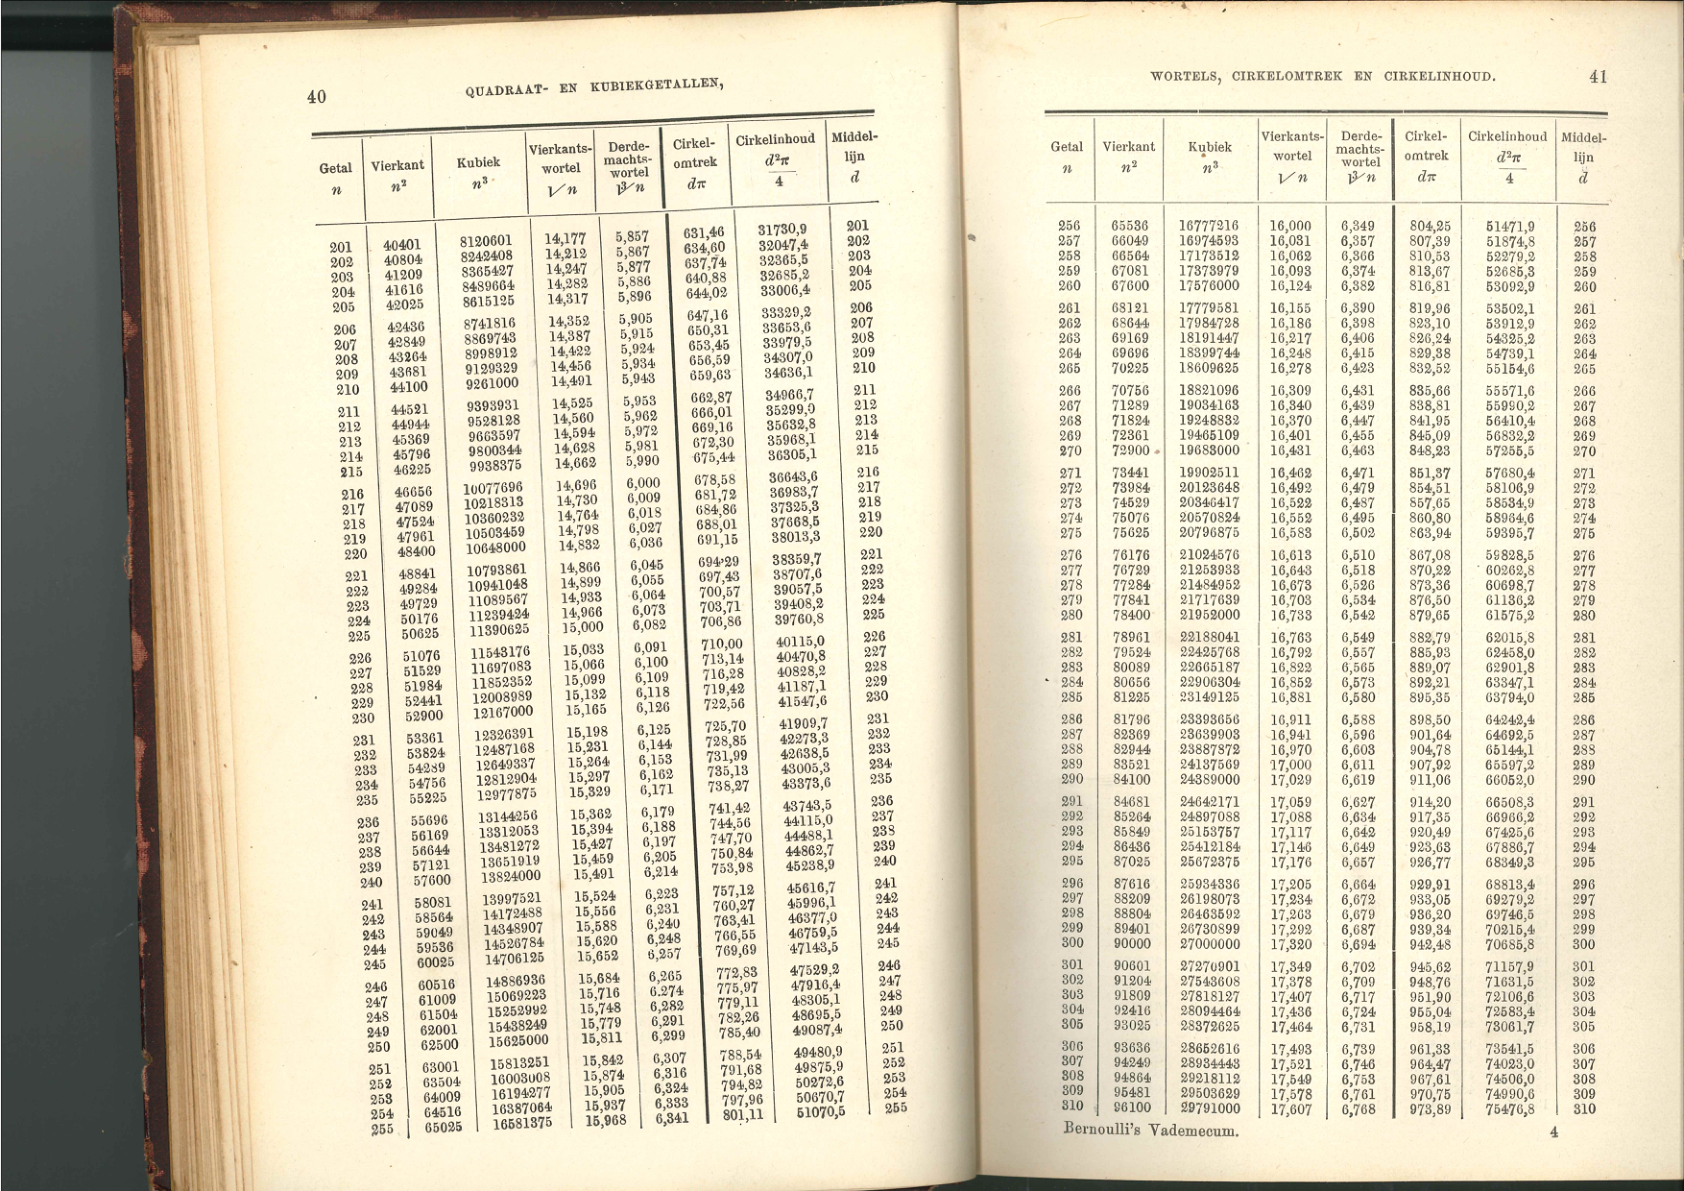 40 QUADRAAT- EN KUBIEKGETALLEN,
Getal n Vierkant n² Kubiek n³ Vierkants-wortel √n Derde-machts-wortel ∛n Cirkel-omtrek dπ Cirkelinhoud d²π/4 Middel-lijn d
201 40401 8120601 14,177 5,857 631,46 31730,9 201
202 40804 8242408 14,212 5,867 634,60 32047,4 202
203 41209 8365427 14,247 5,877 637,74 32365,5 203
204 41616 8489664 14,282 5,886 640,88 32685,2 204
205 42025 8615125 14,317 5,896 644,02 33006,4 205
206 42436 8741816 14,352 5,905 647,16 33329,2 206
207 42849 8869743 14,387 5,915 650,31 33653,6 207
208 43264 8998912 14,422 5,924 653,45 33979,5 208
209 43681 9129329 14,456 5,934 656,59 34307,0 209
210 44100 9261000 14,491 5,943 659,63 34636,1 210
211 44521 9393931 14,525 5,953 662,87 34966,7 211
212 44944 9528128 14,560 5,962 666,01 35299,0 212
213 45369 9663597 14,594 5,972 669,16 35632,8 213
214 45796 9800344 14,628 5,981 672,30 35968,1 214
215 46225 9938375 14,662 5,990 675,44 36305,1 215
216 46656 10077696 14,696 6,000 678,58 36643,6 216
217 47089 10218313 14,730 6,009 681,72 36983,7 217
218 47524 10360232 14,764 6,018 684,86 37325,3 218
219 47961 10503459 14,798 6,027 688,01 37668,5 219
220 48400 10648000 14,832 6,036 691,15 38013,3 220
221 48841 10793861 14,866 6,045 694,29 38359,7 221
222 49284 10941048 14,899 6,055 697,43 38707,6 222
223 49729 11089567 14,933 6,064 700,57 39057,5 223
224 50176 11239424 14,966 6,073 703,71 39408,2 224
225 50625 11390625 15,000 6,082 706,86 39760,8 225
226 51076 11543176 15,033 6,091 710,00 40115,0 226
227 51529 11697083 15,066 6,100 713,14 40470,8 227
228 51984 11852352 15,099 6,109 716,28 40828,2 228
229 52441 12008989 15,132 6,118 719,42 41187,1 229
230 52900 12167000 15,165 6,126 722,56 41547,6 230
231 53361 12326391 15,198 6,125 725,70 41909,7 231
232 53824 12487168 15,231 6,144 728,85 42273,3 232
233 54289 12649337 15,264 6,153 731,99 42638,5 233
234 54756 12812904 15,297 6,162 735,13 43005,3 234
235 55225 12977875 15,329 6,171 738,27 43373,6 235
236 55696 13144256 15,362 6,179 741,42 43743,5 236
237 56169 13312053 15,394 6,188 744,56 44115,0 237
238 56644 13481272 15,427 6,197 747,70 44488,1 238
239 57121 13651919 15,459 6,205 750,84 44862,7 239
240 57600 13824000 15,491 6,214 753,98 45238,9 240
241 58081 13997521 15,524 6,223 757,12 45616,7 241
242 58564 14172488 15,556 6,231 760,27 45996,1 242
243 59049 14348907 15,588 6,240 763,41 46377,0 243
244 59536 14526784 15,620 6,248 766,55 46759,5 244
245 60025 14706125 15,652 6,257 769,69 47143,5 245
246 60516 14886936 15,684 6,265 772,83 47529,2 246
247 61009 15069223 15,716 6.274 775,97 47916,4 247
248 61504 15252992 15,748 6,282 779,11 48305,1 248
249 62001 15438249 15,779 6,291 782,26 48695,5 249
250 62500 15625000 15,811 6,299 785,40 49087,4 250
251 63001 15813251 15,842 6,307 788,54 49480,9 251
252 63504 16003008 15,874 6,316 791,68 49875,9 252
253 64009 16194277 15,905 6,324 794,82 50272,6 253
254 64516 16387064 15,937 6,333 797,96 50670,7 254
255 65025 16581375 15,968 6,341 801,11 51070,5 255
WORTELS, CIRKELOMTREK EN CIRKELINHOUD. 41
Getal n Vierkant n² Kubiek n³ Vierkants-wortel √n Derde-machts-wortel ∛n Cirkel-omtrek dπ Cirkelinhoud d²π/4 Middel-lijn d
256 65536 16777216 16,000 6,349 804,25 51471,9 256
257 66049 16974593 16,031 6,357 807,39 51874,8 257
258 66564 17173512 16,062 6,366 810,53 52279,2 258
259 67081 17373979 16,093 6,374 813,67 52685,3 259
260 67600 17576000 16,124 6,382 816,81 53092,9 260
261 68121 17779581 16,155 6,390 819,96 53502,1 261
262 68644 17984728 16,186 6,398 823,10 53912,9 262
263 69169 18191447 16,217 6,406 826,24 54325,2 263
264 69696 18399744 16,248 6,415 829,38 54739,1 264
265 70225 18609625 16,278 6,423 832,52 55154,6 265
266 70756 18821096 16,309 6,431 835,66 55571,6 266
267 71289 19034163 16,340 6,439 838,81 55990,2 267
268 71824 19248832 16,370 6,447 841,95 56410,4 268
269 72361 19465109 16,401 6,455 845,09 56832,2 269
270 72900 19683000 16,431 6,463 848,23 57255,5 270
271 73441 19902511 16,462 6,471 851,37 57680,4 271
272 73984 20123648 16,492 6,479 854,51 58106,9 272
273 74529 20346417 16,522 6,487 857,65 58534,9 273
274 75076 20570824 16,552 6,495 860,80 58964,6 274
275 75625 20796875 16,583 6,502 863,94 59395,7 275
276 76176 21024576 16,613 6,510 867,08 59828,5 276
277 76729 21253933 16,643 6,518 870,22 60262,8 277
278 77284 21484952 16,673 6,526 873,36 60698,7 278
279 77841 21717639 16,703 6,534 876,50 61136,2 279
280 78400 21952000 16,733 6,542 879,65 61575,2 280
281 78961 22188041 16,763 6,549 882,79 62015,8 281
282 79524 22425768 16,792 6,557 885,93 62458,0 282
283 80089 22665187 16,822 6,565 889,07 62901,8 283
284 80656 22906304 16,852 6,573 892,21 63347,1 284
285 81225 23149125 16,881 6,580 895,35 63794,0 285
286 81796 23393656 16,911 6,588 898,50 64242,4 286
287 82369 23639903 16,941 6,596 901,64 64692,5 287
288 82944 23887872 16,970 6,603 904,78 65144,1 288
289 83521 24137569 17,000 6,611 907,92 65597,2 289
290 84100 24389000 17,029 6,619 911,06 66052,0 290
291 84681 24642171 17,059 6,627 914,20 66508,3 291
292 85264 24897088 17,088 6,634 917,35 66966,2 292
293 85849 25153757 17,117 6,642 920,49 67425,6 293
294 86436 25412184 17,146 6,649 923,63 67886,7 294
295 87025 25672375 17,176 6,657 926,77 68349,3 295
296 87616 25934336 17,205 6,664 929,91 68813,4 296
297 88209 26198073 17,234 6,672 933,05 69279,2 297
298 88804 26463592 17,263 6,679 936,20 69746,5 298
299 89401 26730899 17,292 6,687 939,34 70215,4 299
300 90000 27000000 17,320 6,694 942,48 70685,8 300
301 90601 27270901 17,349 6,702 945,62 71157,9 301
302 91204 27543608 17,378 6,709 948,76 71631,5 302
303 91809 27818127 17,407 6,717 951,90 72106,6 303
304 92416 28094464 17,436 6,724 955,04 72583,4 304
305 93025 28372625 17,464 6,731 958,19 73061,7 305
306 93636 28652616 17,493 6,739 961,33 73541,5 306
307 94249 28934443 17,521 6,746 964,47 74023,0 307
308 94864 29218112 17,549 6,753 967,61 74506,0 308
309 95481 29503629 17,578 6,761 970,75 74990,6 309
310 96100 29791000 17,607 6,768 973,89 75476,8 310
Bernoulli's Vademecum. 4